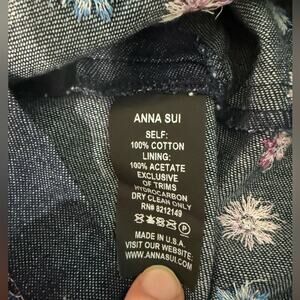 ANNA SUI
SELF:
100% COTTON
LINING:
100% ACETATE
EXCLUSIVE
OF TRIMS
HYDROCARBON
DRY CLEAN ONLY
RN# 8212149
P
MADE IN U.S.A.
VISIT OUR WEBSITE:
WWW.ANNASUI.COM